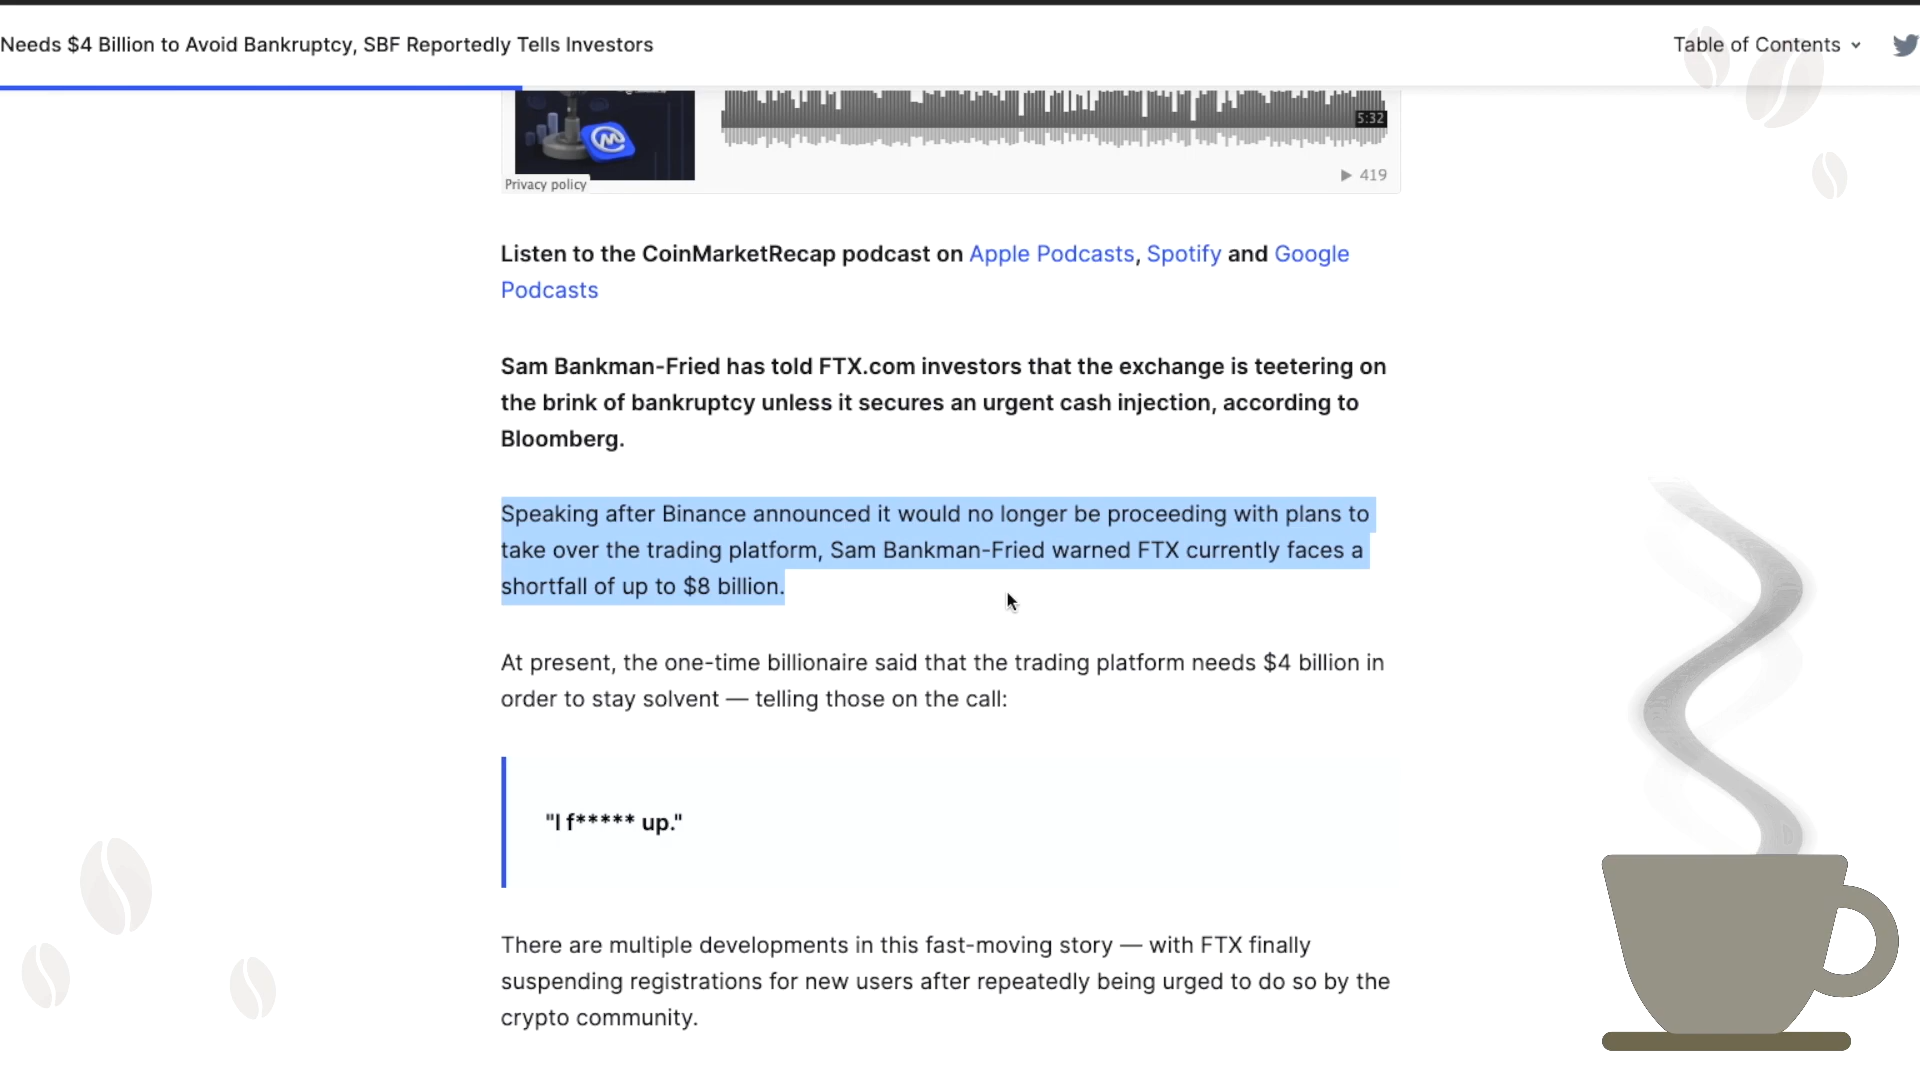 Needs $4 Billion to Avoid Bankruptcy, SBF Reportedly Tells Investors
Table of Contents
5:32
419
Privacy policy
Listen to the CoinMarketRecap podcast on Apple Podcasts, Spotify and Google
Podcasts
Sam Bankman-Fried has told FTX.com investors that the exchange is teetering on
the brink of bankruptcy unless it secures an urgent cash injection, according to
Bloomberg.
Speaking after Binance announced it would no longer be proceeding with plans to
take over the trading platform, Sam Bankman-Fried warned FTX currently faces a
shortfall of up to $8 billion.
At present, the one-time billionaire said that the trading platform needs $4 billion in
order to stay solvent — telling those on the call:
"I f***** up."
There are multiple developments in this fast-moving story — with FTX finally
suspending registrations for new users after repeatedly being urged to do so by the
crypto community.